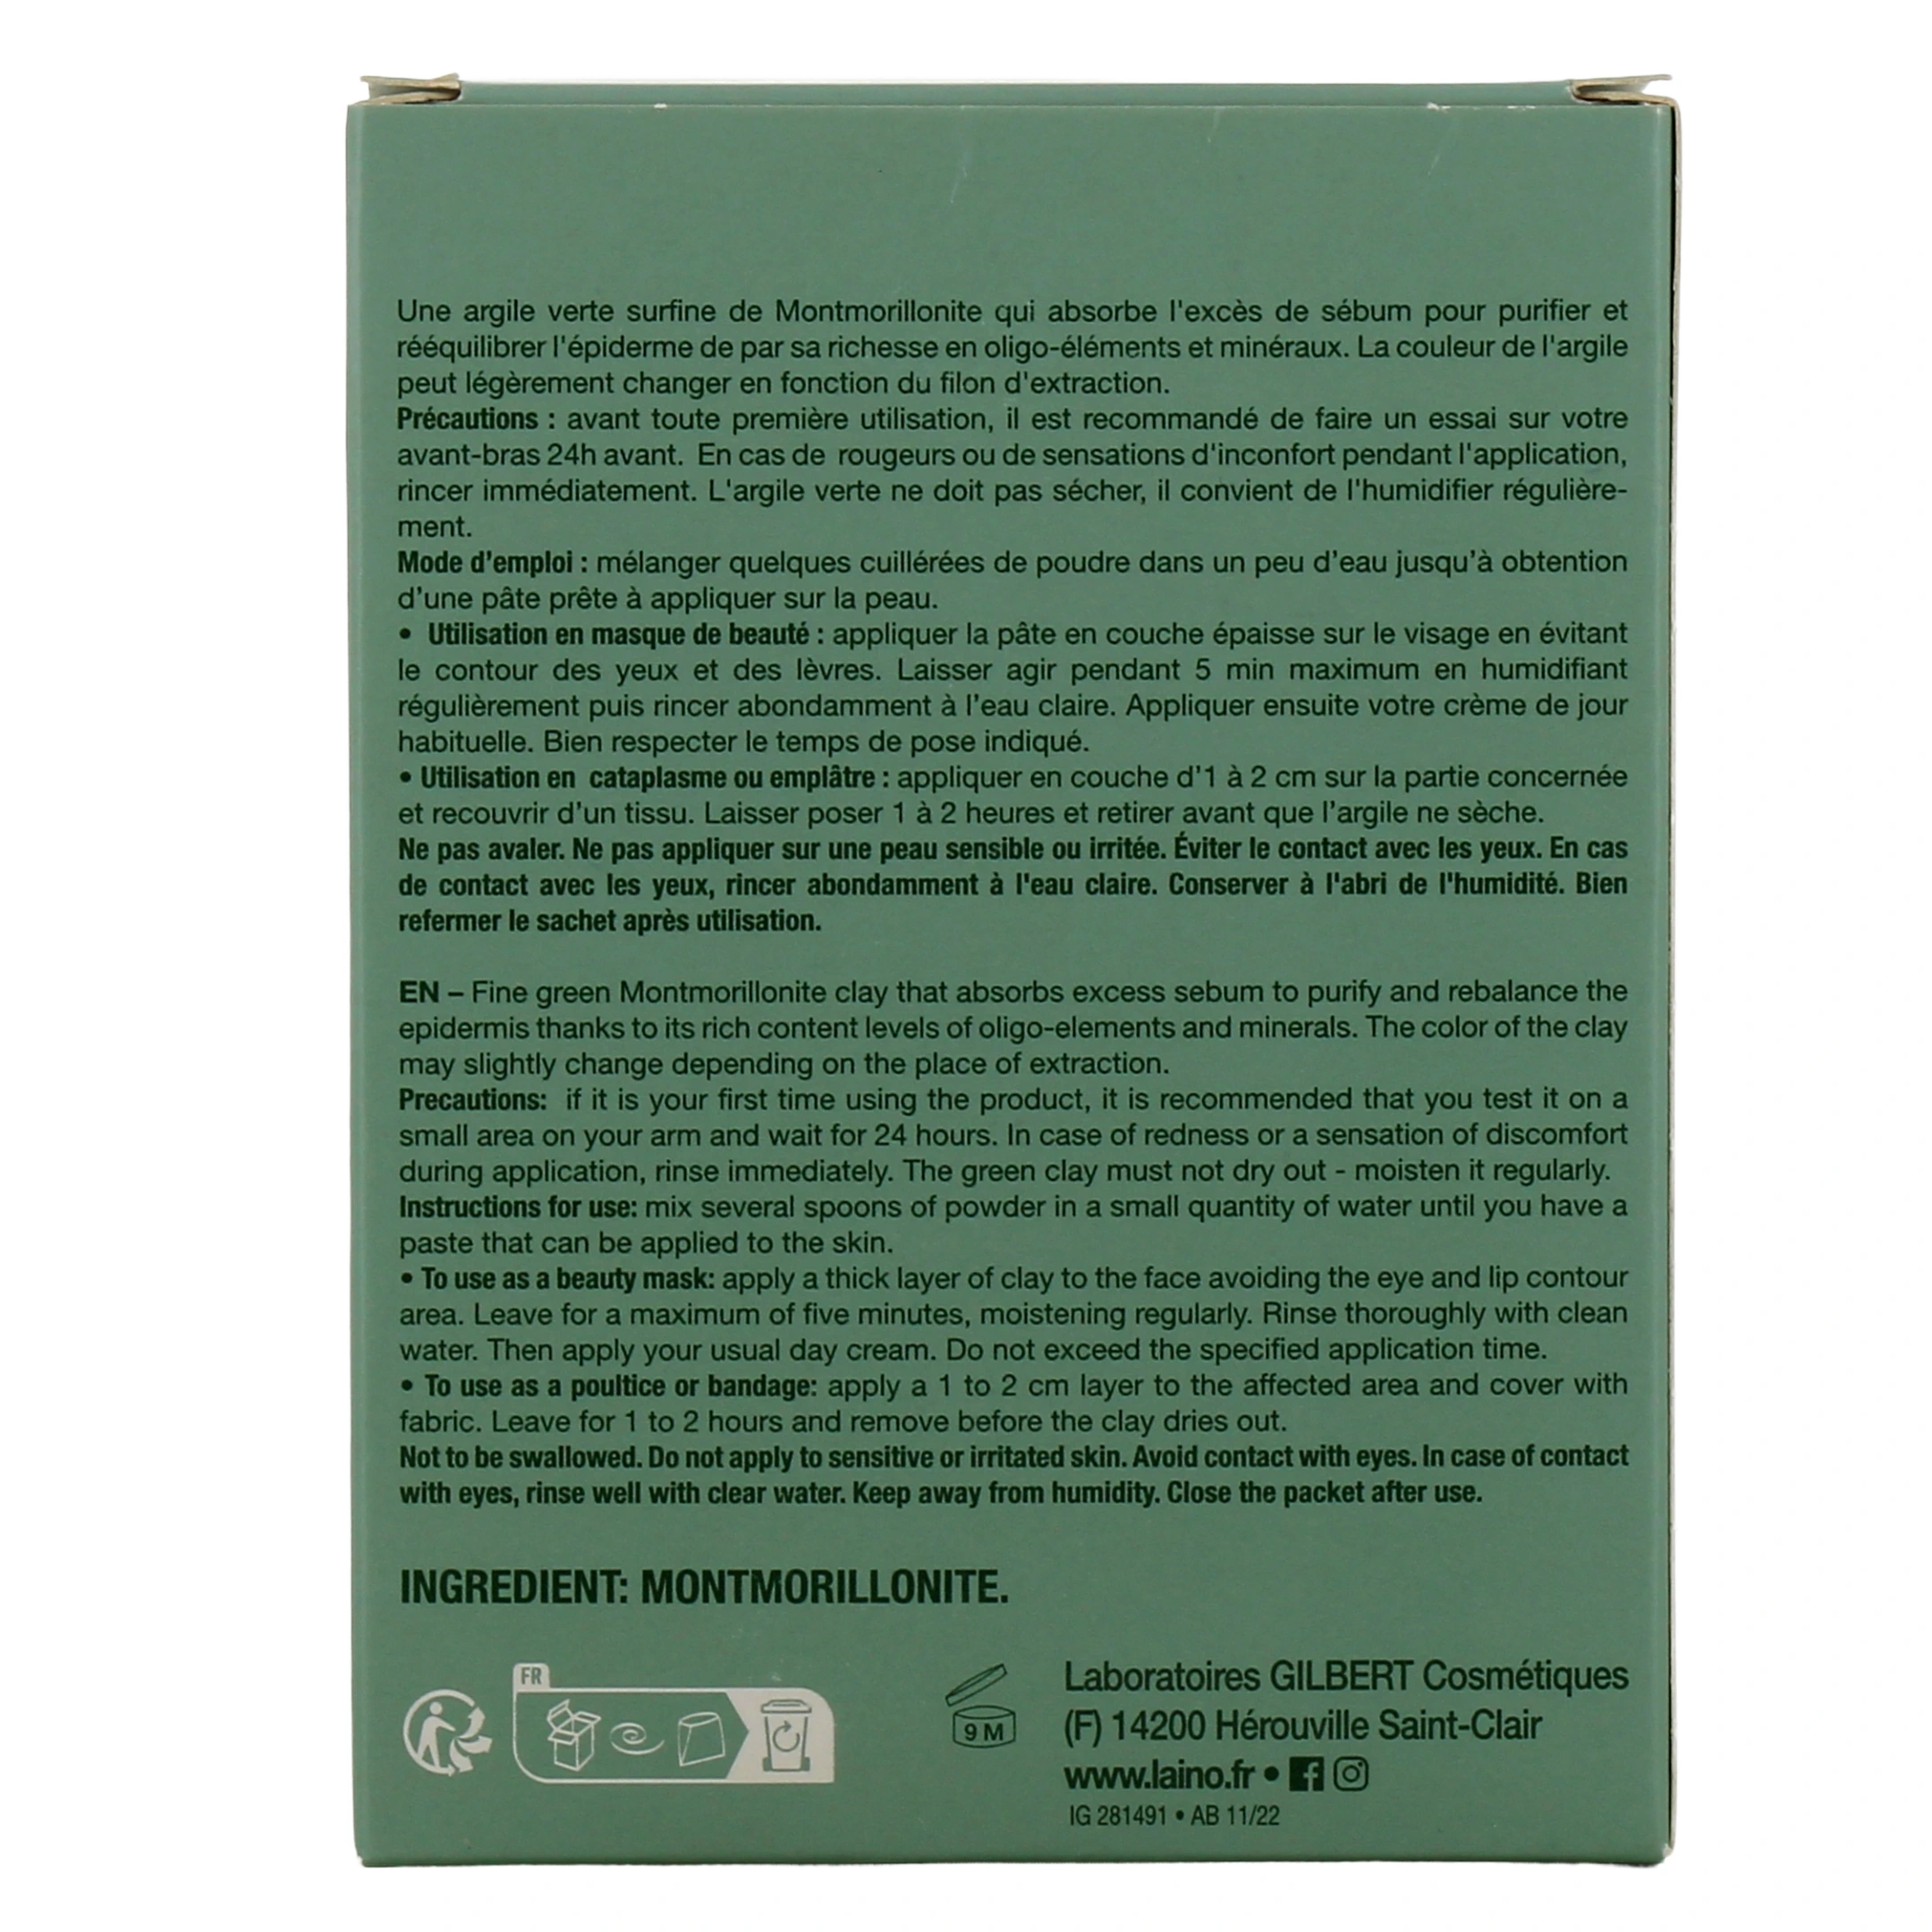 Une argile verte surfine de Montmorillonite qui absorbe l'excès de sébum pour purifier et
rééquilibrer l'épiderme de par sa richesse en oligo-éléments et minéraux. La couleur de l'argile
peut légèrement changer en fonction du filon d'extraction.
Précautions : avant toute première utilisation, il est recommandé de faire un essai sur votre
avant-bras 24h avant. En cas de rougeurs ou de sensations d'inconfort pendant l'application,
rincer immédiatement. L'argile verte ne doit pas sécher, il convient de l'humidifier régulière-
ment.
Mode d’emploi : mélanger quelques cuillérées de poudre dans un peu d’eau jusqu’à obtention
d’une pâte prête à appliquer sur la peau.
• Utilisation en masque de beauté : appliquer la pâte en couche épaisse sur le visage en évitant
le contour des yeux et des lèvres. Laisser agir pendant 5 min maximum en humidifiant
régulièrement puis rincer abondamment à l’eau claire. Appliquer ensuite votre crème de jour
habituelle. Bien respecter le temps de pose indiqué.
• Utilisation en cataplasme ou emplâtre : appliquer en couche d’1 à 2 cm sur la partie concernée
et recouvrir d’un tissu. Laisser poser 1 à 2 heures et retirer avant que l’argile ne sèche.
Ne pas avaler. Ne pas appliquer sur une peau sensible ou irritée. Éviter le contact avec les yeux. En cas
de contact avec les yeux, rincer abondamment à l'eau claire. Conserver à l'abri de l'humidité. Bien
refermer le sachet après utilisation.
EN – Fine green Montmorillonite clay that absorbs excess sebum to purify and rebalance the
epidermis thanks to its rich content levels of oligo-elements and minerals. The color of the clay
may slightly change depending on the place of extraction.
Precautions: if it is your first time using the product, it is recommended that you test it on a
small area on your arm and wait for 24 hours. In case of redness or a sensation of discomfort
during application, rinse immediately. The green clay must not dry out - moisten it regularly.
Instructions for use: mix several spoons of powder in a small quantity of water until you have a
paste that can be applied to the skin.
• To use as a beauty mask: apply a thick layer of clay to the face avoiding the eye and lip contour
area. Leave for a maximum of five minutes, moistening regularly. Rinse thoroughly with clean
water. Then apply your usual day cream. Do not exceed the specified application time.
• To use as a poultice or bandage: apply a 1 to 2 cm layer to the affected area and cover with
fabric. Leave for 1 to 2 hours and remove before the clay dries out.
Not to be swallowed. Do not apply to sensitive or irritated skin. Avoid contact with eyes. In case of contact
with eyes, rinse well with clear water. Keep away from humidity. Close the packet after use.
INGREDIENT: MONTMORILLONITE.
FR
9 M
Laboratoires GILBERT Cosmétiques
(F) 14200 Hérouville Saint-Clair
www.laino.fr •
IG 281491 • AB 11/22